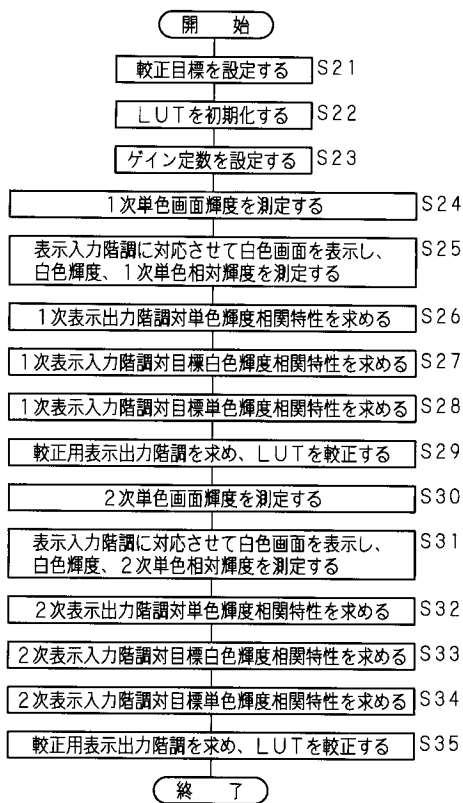 開 始
較正目標を設定する S21
LUTを初期化する S22
ゲイン定数を設定する S23
1次単色画面輝度を測定する S24
表示入力階調に対応させて白色画面を表示し、 S25
白色輝度、1次単色相対輝度を測定する
1次表示出力階調対単色輝度相関特性を求める S26
1次表示入力階調対目標白色輝度相関特性を求める S27
1次表示入力階調対目標単色輝度相関特性を求める S28
較正用表示出力階調を求め、LUTを較正する S29
2次単色画面輝度を測定する S30
表示入力階調に対応させて白色画面を表示し、 S31
白色輝度、2次単色相対輝度を測定する
2次表示出力階調対単色輝度相関特性を求める S32
2次表示入力階調対目標白色輝度相関特性を求める S33
2次表示入力階調対目標単色輝度相関特性を求める S34
較正用表示出力階調を求め、LUTを較正する S35
終 了